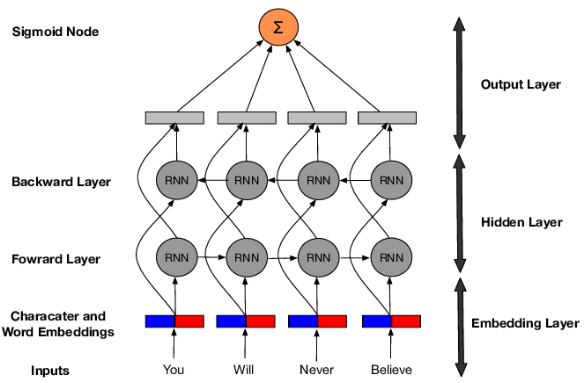 Sigmoid Node
Σ
Output Layer
Backward Layer
RNN RNN RNN RNN
Hidden Layer
Fowrard Layer
RNN RNN RNN RNN
Characater and
Word Embeddings
Embedding Layer
Inputs
You Will Never Believe